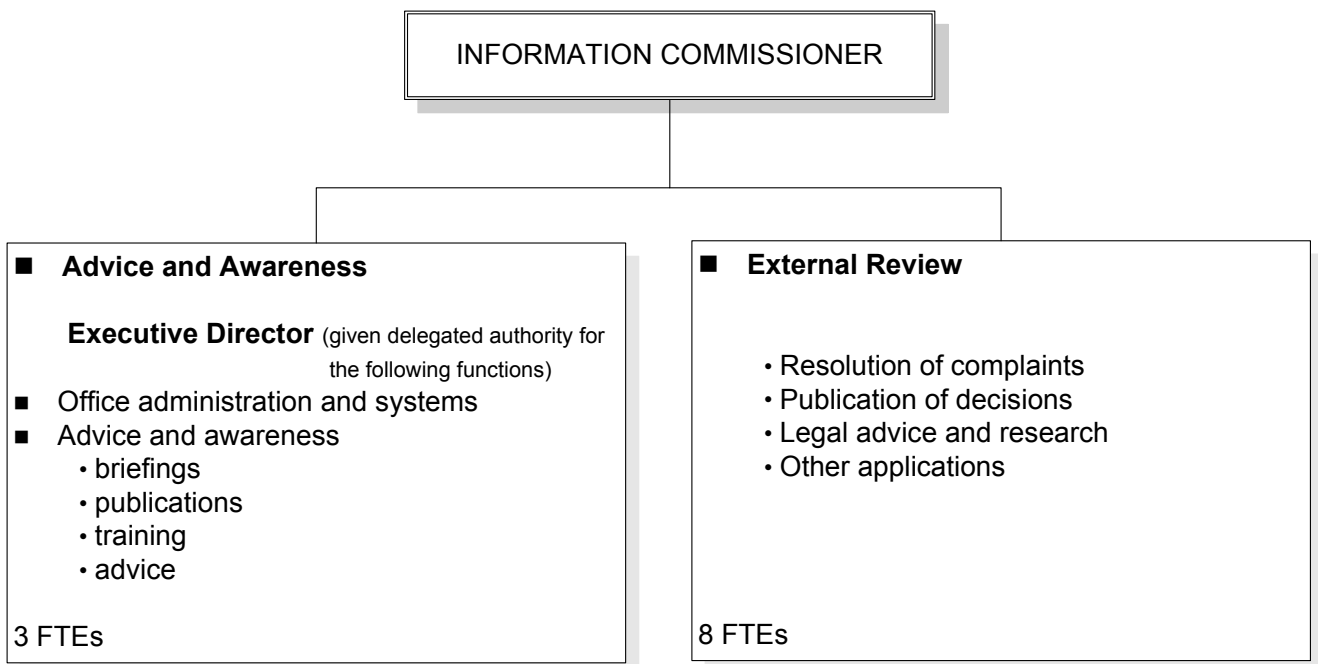 INFORMATION COMMISSIONER
■ Advice and Awareness
Executive Director (given delegated authority for
the following functions)
■ Office administration and systems
■ Advice and awareness
• briefings
• publications
• training
• advice
3 FTEs
■ External Review
• Resolution of complaints
• Publication of decisions
• Legal advice and research
• Other applications
8 FTEs